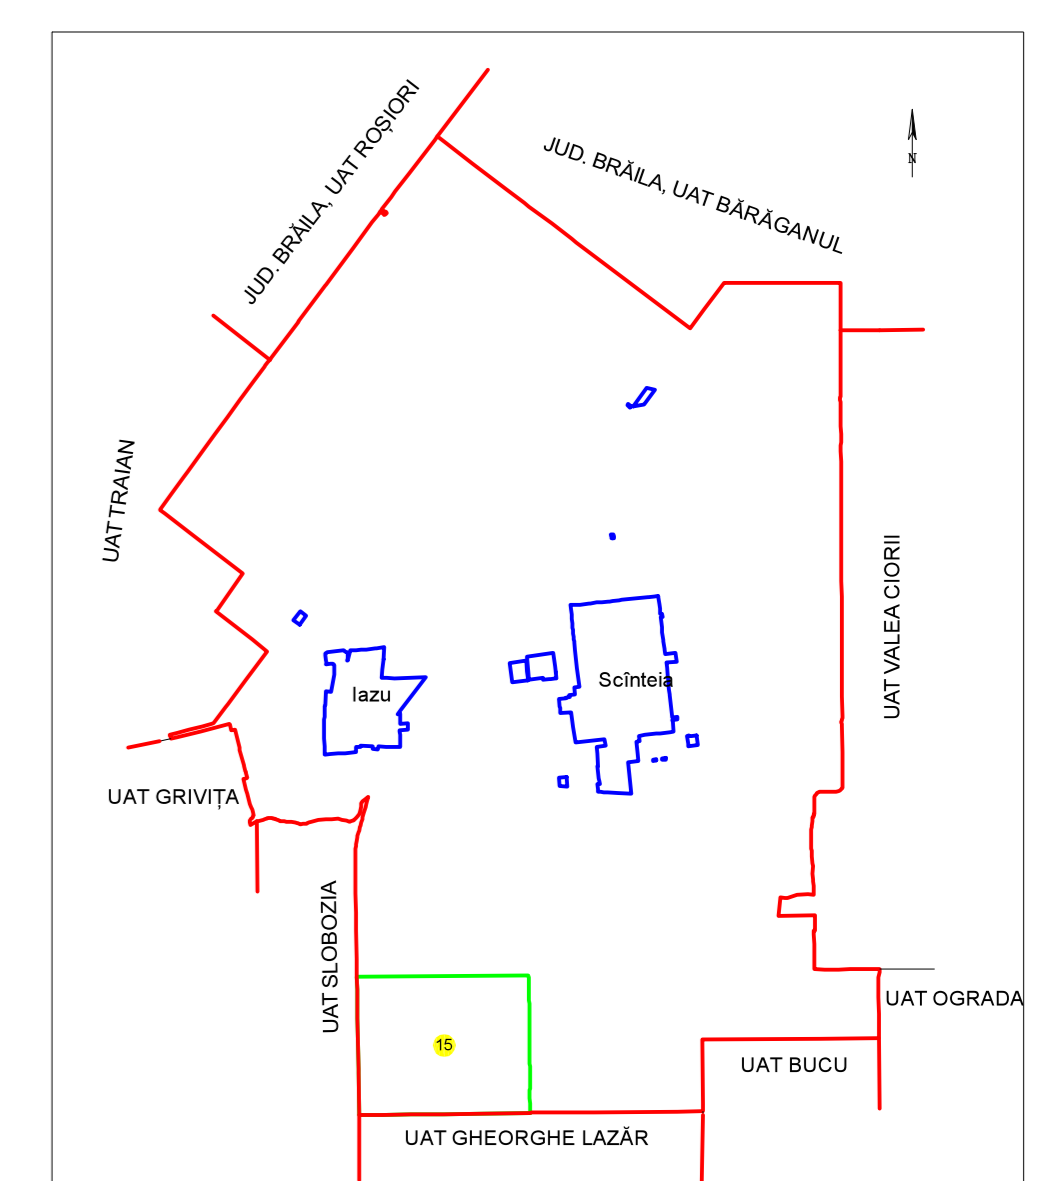 JUD. BRĂILA, UAT ROȘIORI
JUD. BRĂILA, UAT BĂRĂGANUL
N
UAT TRAIAN
UAT VALEA CIORII
Scînteia
Iazu
UAT GRIVIȚA
UAT SLOBOZIA
UAT OGRADA
15
UAT BUCU
UAT GHEORGHE LAZĂR